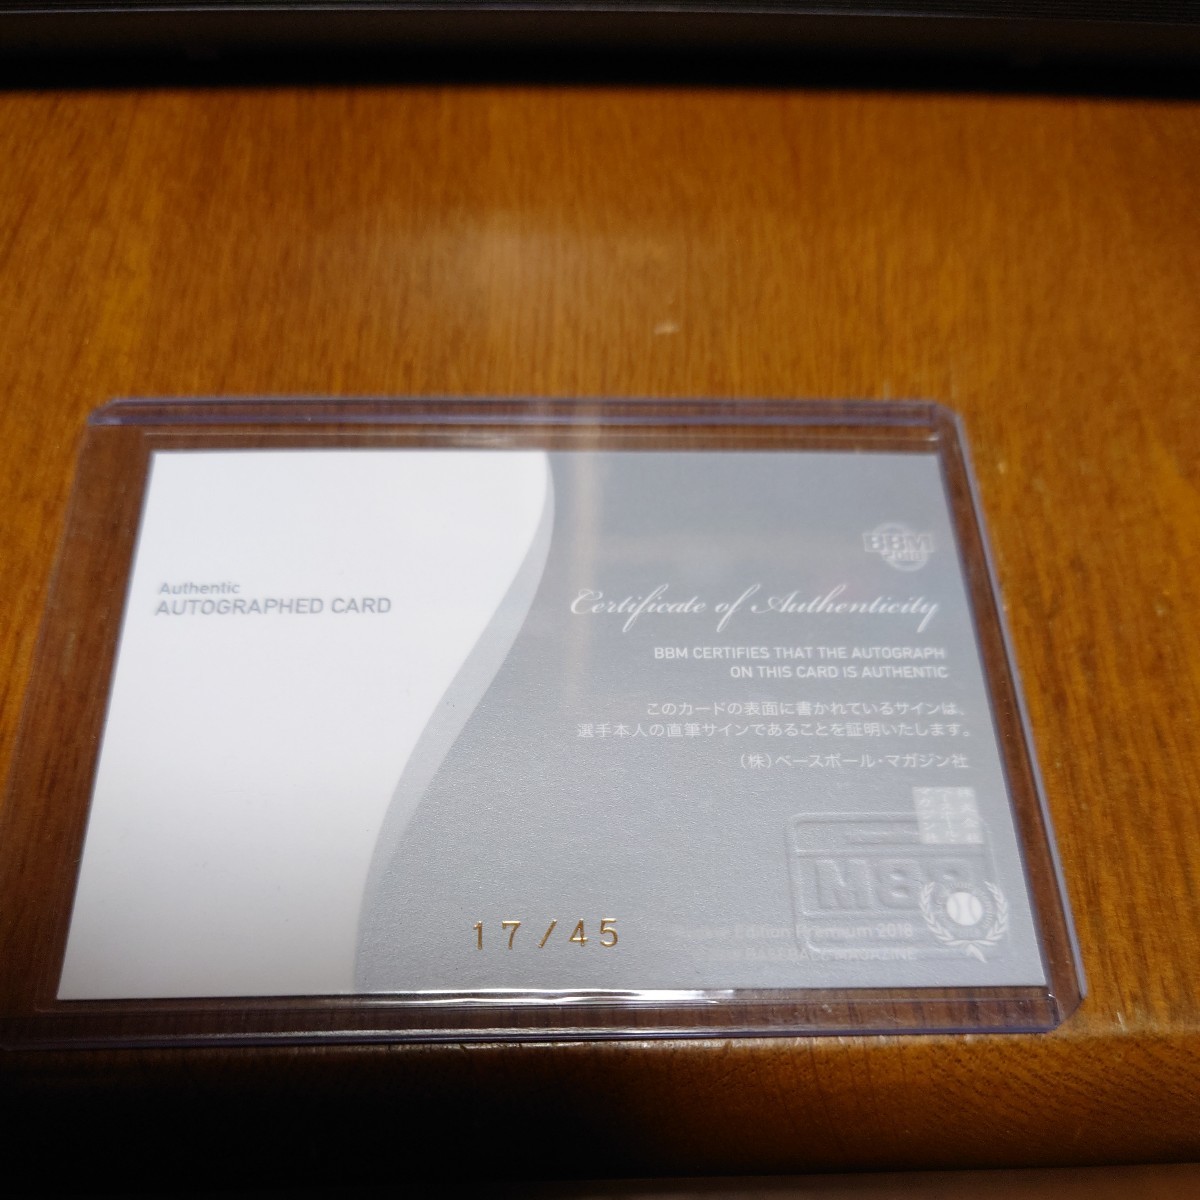 BBM
2018
Authentic
AUTOGRAPHED CARD
Certificate of Authenticity
BBM CERTIFIES THAT THE AUTOGRAPH
ON THIS CARD IS AUTHENTIC
このカードの表面に書かれているサインは、
選手本人の直筆サインであることを証明いたします。
(株)ベースボール・マガジン社
17/45
Edition Premium 2018
BASEBALL MAGAZINE